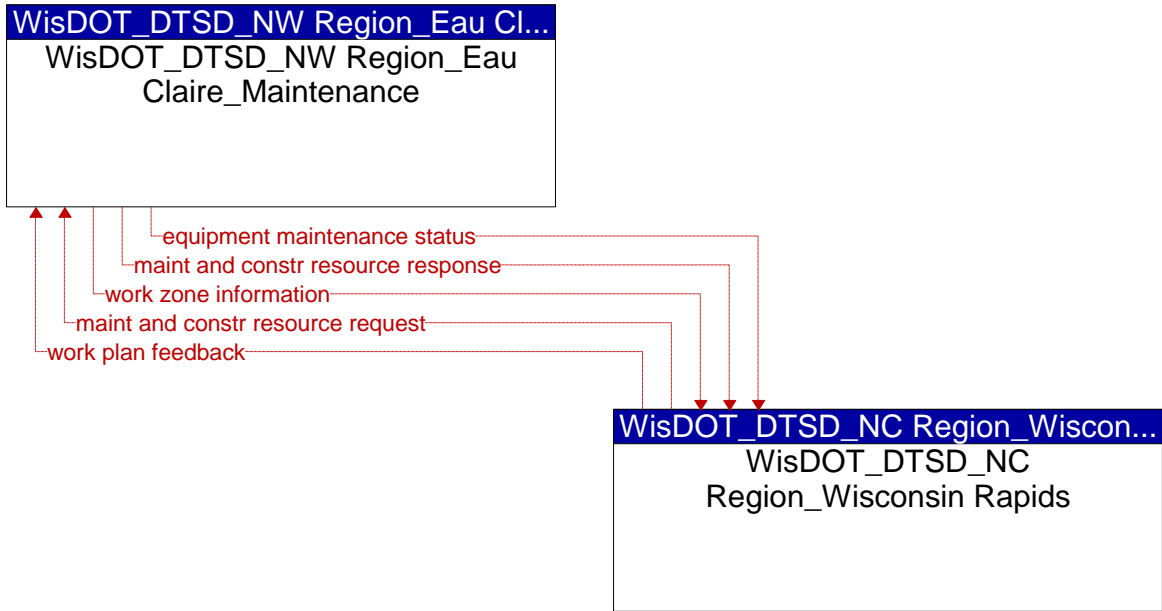 WisDOT_DTSD_NW Region_Eau Cl...
WisDOT_DTSD_NW Region_Eau
Claire_Maintenance
equipment maintenance status
maint and constr resource response
work zone information
maint and constr resource request
work plan feedback
WisDOT_DTSD_NC Region_Wiscon...
WisDOT_DTSD_NC
Region_Wisconsin Rapids